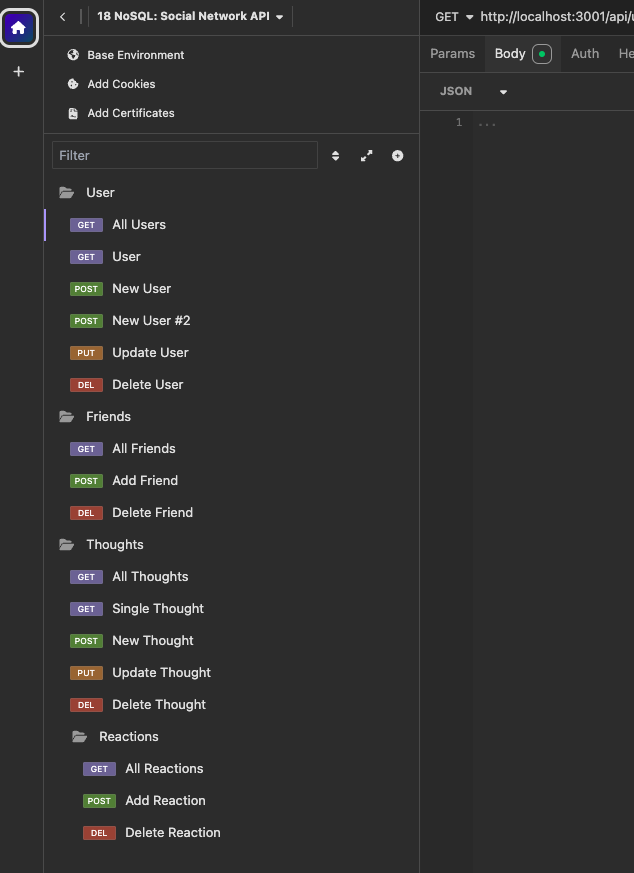 18 NoSQL: Social Network API
GET http://localhost:3001/api/u
Base Environment
Add Cookies
Add Certificates
Params Body Auth He
JSON
1 ...
Filter
User
GET All Users
GET User
POST New User
POST New User #2
PUT Update User
DEL Delete User
Friends
GET All Friends
POST Add Friend
DEL Delete Friend
Thoughts
GET All Thoughts
GET Single Thought
POST New Thought
PUT Update Thought
DEL Delete Thought
Reactions
GET All Reactions
POST Add Reaction
DEL Delete Reaction